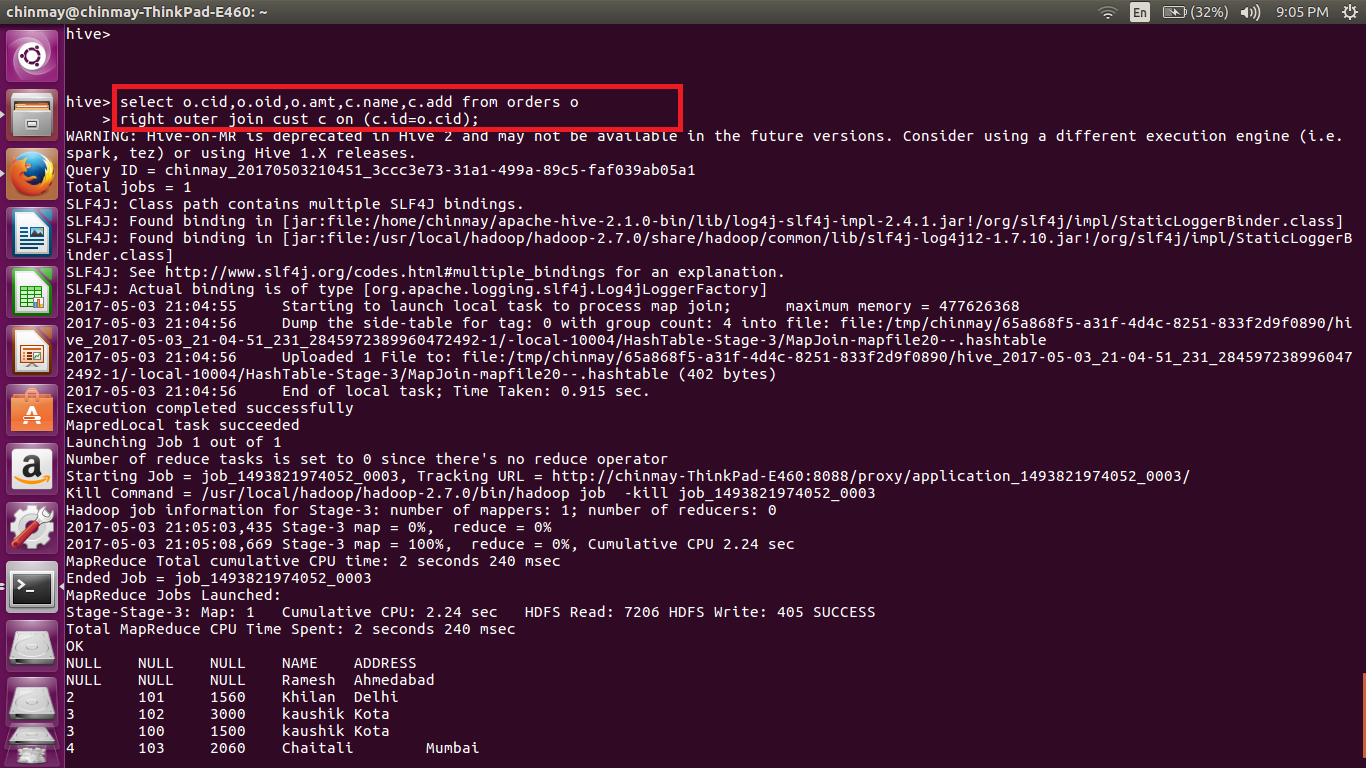 chinmay@chinmay-ThinkPad-E460: ~
En
(32%)
9:05 PM
hive>
hive> select o.cid,o.oid,o.amt,c.name,c.add from orders o
    > right outer join cust c on (c.id=o.cid);
WARNING: Hive-on-MR is deprecated in Hive 2 and may not be available in the future versions. Consider using a different execution engine (i.e.
spark, tez) or using Hive 1.X releases.
Query ID = chinmay_20170503210451_3ccc3e73-31a1-499a-89c5-faf039ab05a1
Total jobs = 1
SLF4J: Class path contains multiple SLF4J bindings.
SLF4J: Found binding in [jar:file:/home/chinmay/apache-hive-2.1.0-bin/lib/log4j-slf4j-impl-2.4.1.jar!/org/slf4j/impl/StaticLoggerBinder.class]
SLF4J: Found binding in [jar:file:/usr/local/hadoop/hadoop-2.7.0/share/hadoop/common/lib/slf4j-log4j12-1.7.10.jar!/org/slf4j/impl/StaticLoggerB
inder.class]
SLF4J: See http://www.slf4j.org/codes.html#multiple_bindings for an explanation.
SLF4J: Actual binding is of type [org.apache.logging.slf4j.Log4jLoggerFactory]
2017-05-03 21:04:55     Starting to launch local task to process map join;      maximum memory = 477626368
2017-05-03 21:04:56     Dump the side-table for tag: 0 with group count: 4 into file: file:/tmp/chinmay/65a868f5-a31f-4d4c-8251-833f2d9f0890/hi
ve_2017-05-03_21-04-51_231_2845972389960472492-1/-local-10004/HashTable-Stage-3/MapJoin-mapfile20--.hashtable
2017-05-03 21:04:56     Uploaded 1 File to: file:/tmp/chinmay/65a868f5-a31f-4d4c-8251-833f2d9f0890/hive_2017-05-03_21-04-51_231_284597238996047
2492-1/-local-10004/HashTable-Stage-3/MapJoin-mapfile20--.hashtable (402 bytes)
2017-05-03 21:04:56     End of local task; Time Taken: 0.915 sec.
Execution completed successfully
MapredLocal task succeeded
Launching Job 1 out of 1
Number of reduce tasks is set to 0 since there's no reduce operator
Starting Job = job_1493821974052_0003, Tracking URL = http://chinmay-ThinkPad-E460:8088/proxy/application_1493821974052_0003/
Kill Command = /usr/local/hadoop/hadoop-2.7.0/bin/hadoop job  -kill job_1493821974052_0003
Hadoop job information for Stage-3: number of mappers: 1; number of reducers: 0
2017-05-03 21:05:03,435 Stage-3 map = 0%,  reduce = 0%
2017-05-03 21:05:08,669 Stage-3 map = 100%,  reduce = 0%, Cumulative CPU 2.24 sec
MapReduce Total cumulative CPU time: 2 seconds 240 msec
Ended Job = job_1493821974052_0003
MapReduce Jobs Launched:
Stage-Stage-3: Map: 1   Cumulative CPU: 2.24 sec   HDFS Read: 7206 HDFS Write: 405 SUCCESS
Total MapReduce CPU Time Spent: 2 seconds 240 msec
OK
NULL    NULL    NULL    NAME    ADDRESS
NULL    NULL    NULL    Ramesh  Ahmedabad
2       101     1560    Khilan  Delhi
3       102     3000    kaushik Kota
3       100     1500    kaushik Kota
4       103     2060    Chaitali        Mumbai